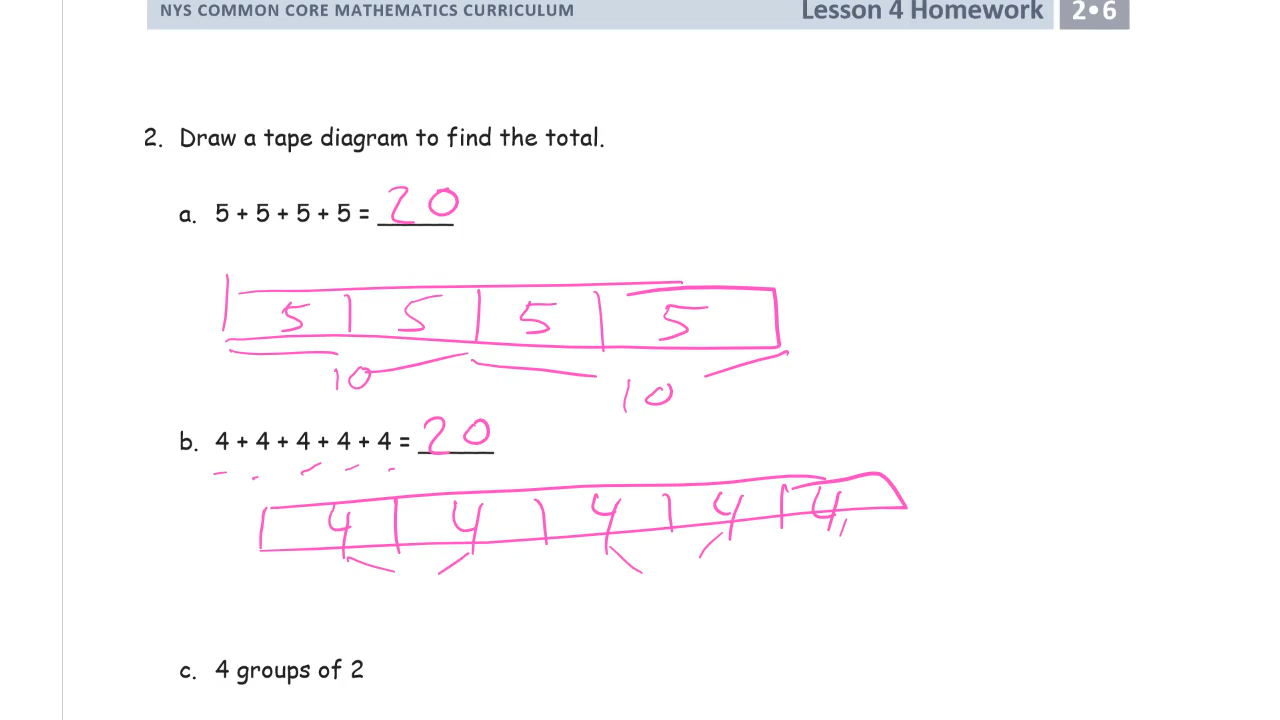 NYS COMMON CORE MATHEMATICS CURRICULUM Lesson 4 Homework 2•6
2. Draw a tape diagram to find the total.
a. 5 + 5 + 5 + 5 = 20
5 5 5 5
10 10
b. 4 + 4 + 4 + 4 + 4 = 20
4 4 4 4 4
c. 4 groups of 2